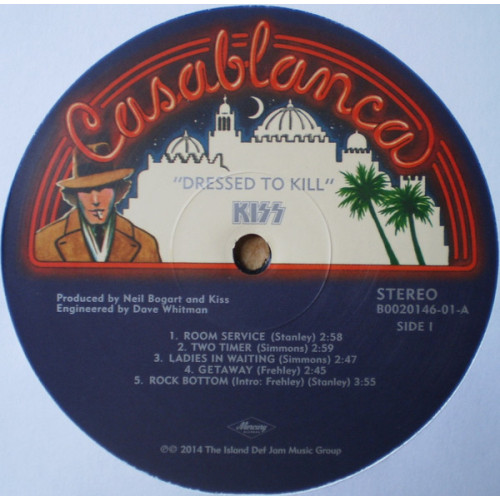 Casablanca
"DRESSED TO KILL"
KISS
Produced by Neil Bogart and Kiss
Engineered by Dave Whitman
STEREO
B0020146-01-A
SIDE I
1. ROOM SERVICE (Stanley) 2:58
2. TWO TIMER (Simmons) 2:59
3. LADIES IN WAITING (Simmons) 2:47
4. GETAWAY (Frehley) 2:45
5. ROCK BOTTOM (Intro: Frehley) (Stanley) 3:55
Mercury
℗© 2014 The Island Def Jam Music Group